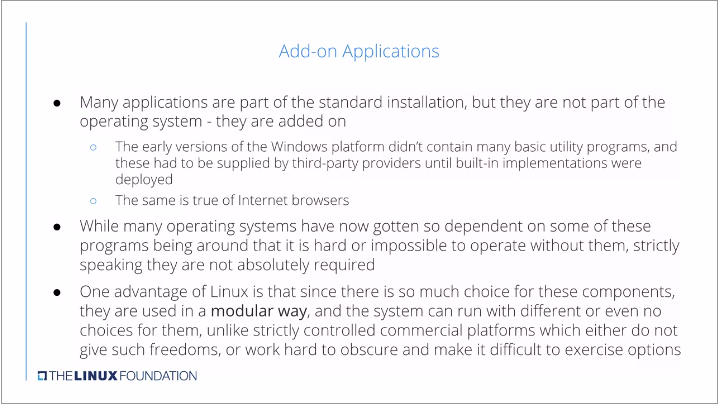 Add-on Applications
● Many applications are part of the standard installation, but they are not part of the
operating system - they are added on
○ The early versions of the Windows platform didn't contain many basic utility programs, and
these had to be supplied by third-party providers until built-in implementations were
deployed
○ The same is true of Internet browsers
● While many operating systems have now gotten so dependent on some of these
programs being around that it is hard or impossible to operate without them, strictly
speaking they are not absolutely required
● One advantage of Linux is that since there is so much choice for these components,
they are used in a modular way, and the system can run with different or even no
choices for them, unlike strictly controlled commercial platforms which either do not
give such freedoms, or work hard to obscure and make it difficult to exercise options
THE LINUX FOUNDATION